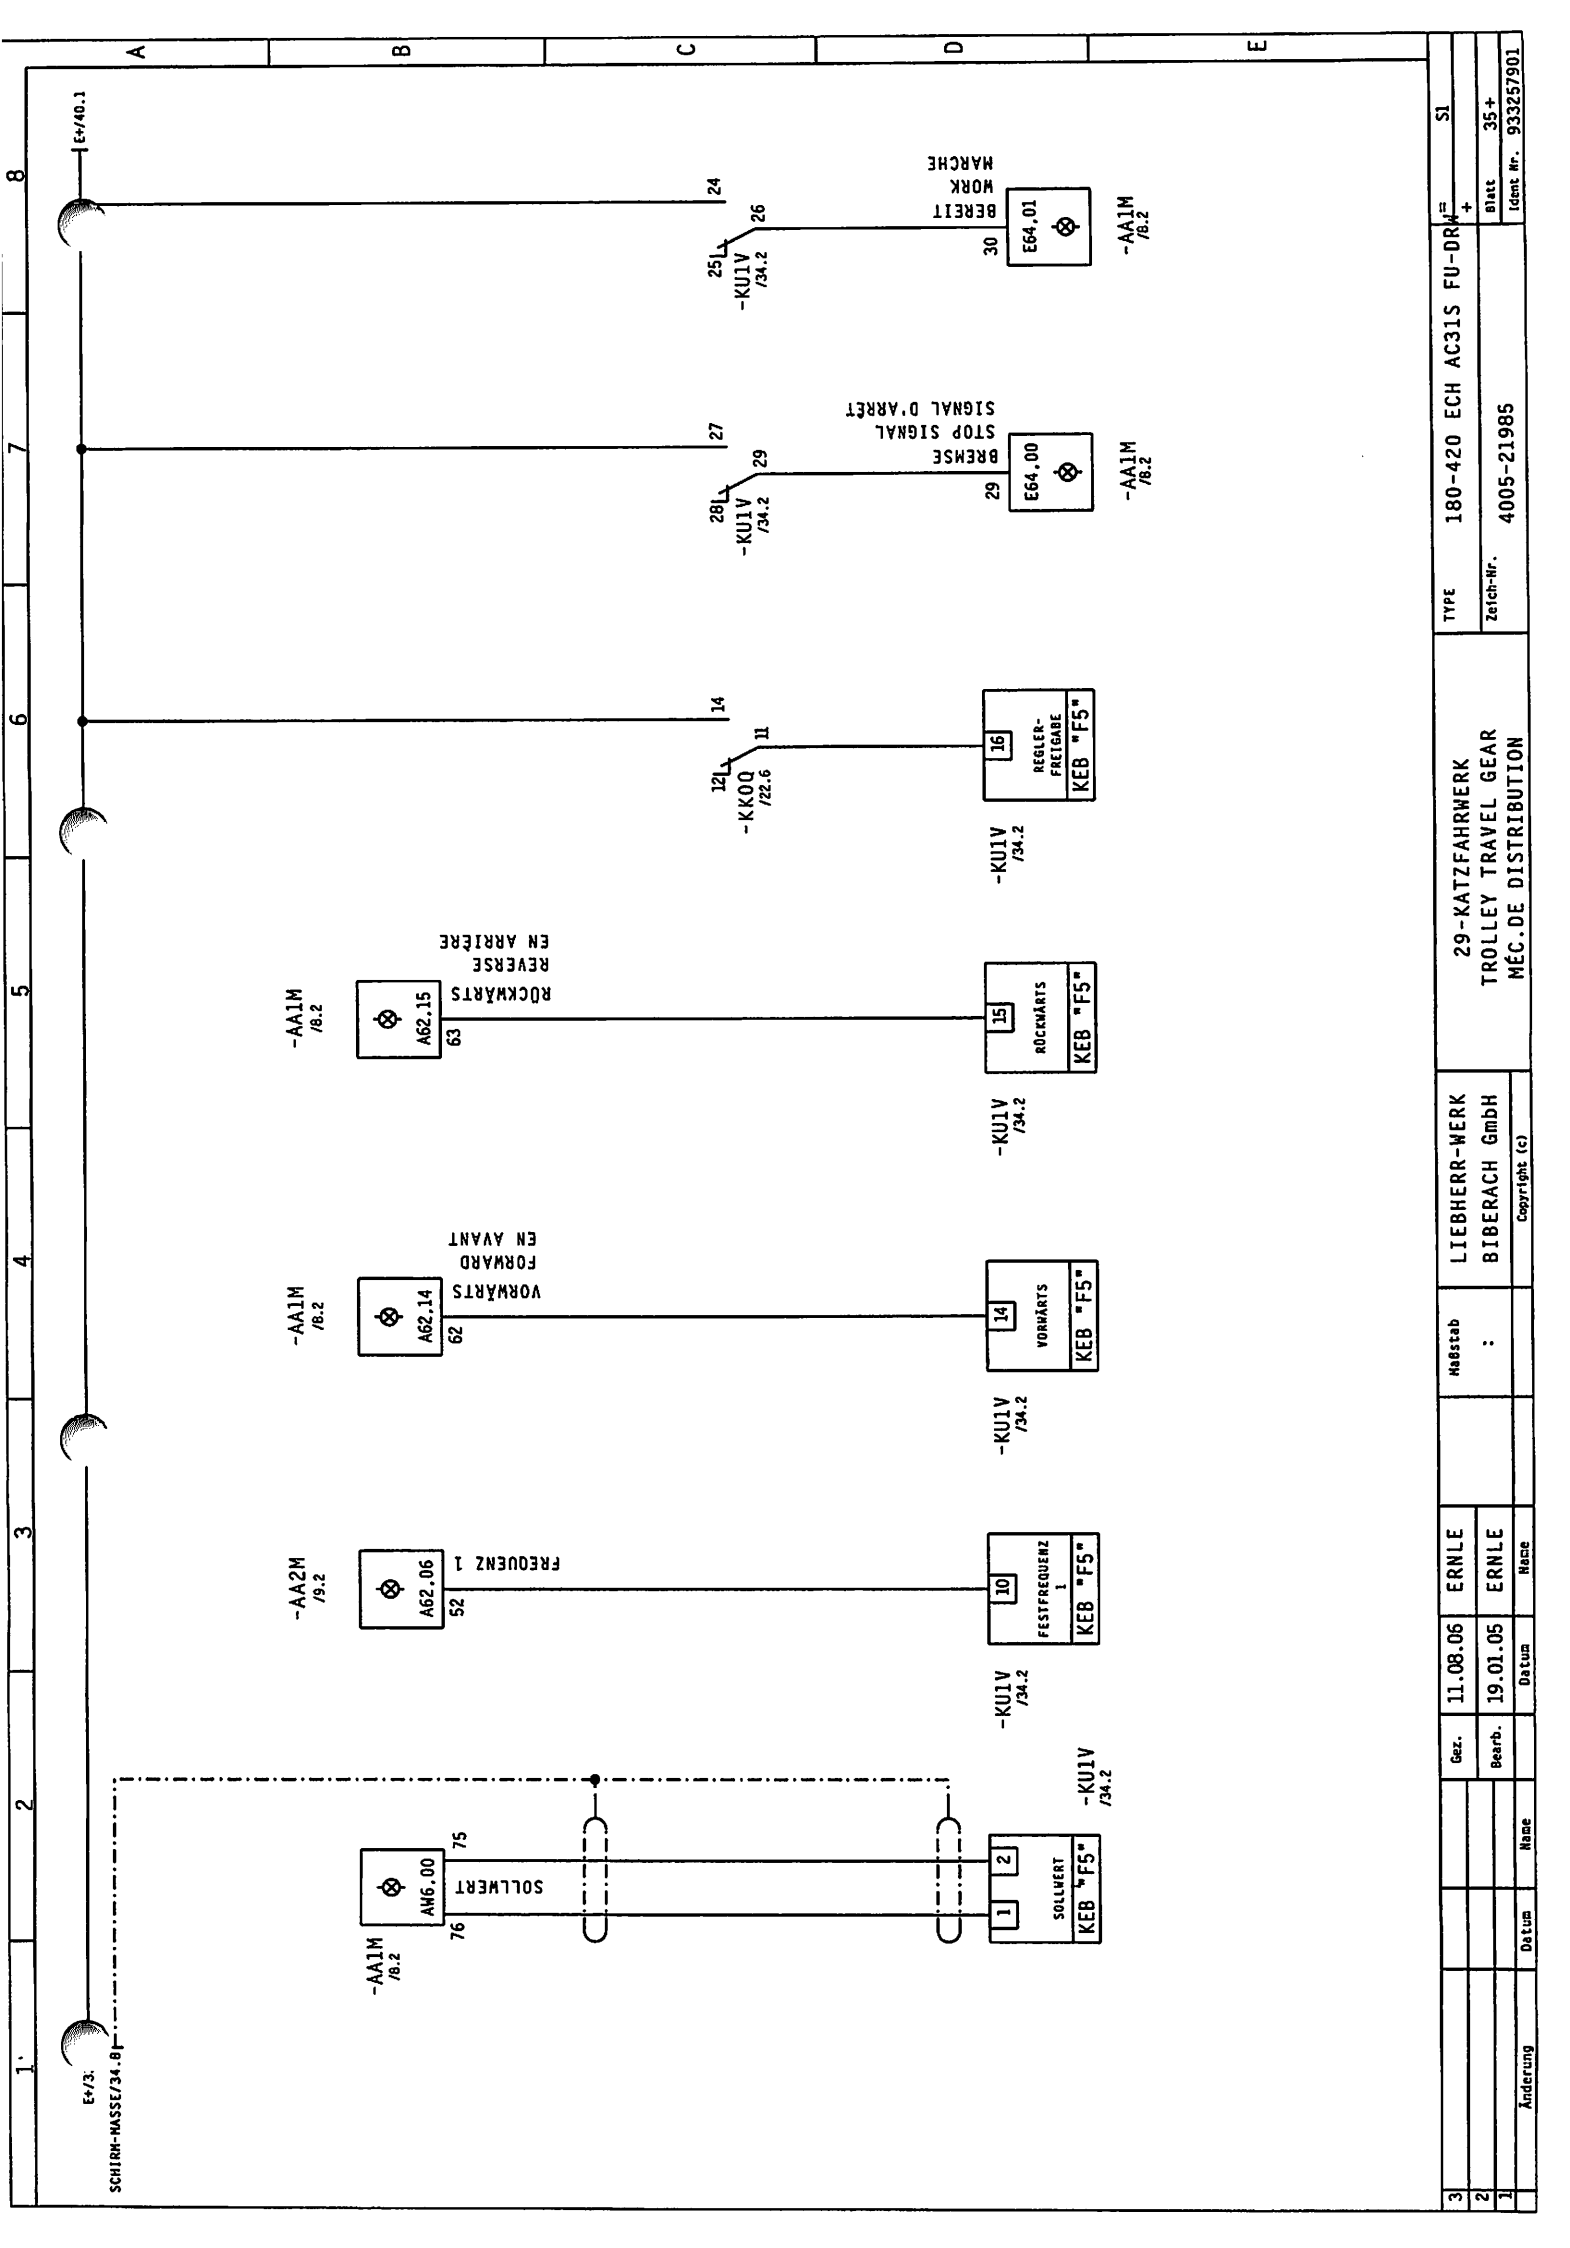 1
2
3
4
5
6
7
8
A
B
C
D
E
E+/3
SCHIRM-MASSE/34.8
E+/40.1
-AA1M
/8.2
AW6.00
76
75
SOLLWERT
1
2
SOLLWERT
KEB "F5"
-KU1V
/34.2
-AA2M
/9.2
A62.06
52
FREQUENZ 1
-KU1V
/34.2
10
FESTFREQUENZ
1
KEB "F5"
-AA1M
/8.2
A62.14
62
VORWÄRTS
FORWARD
EN AVANT
-KU1V
/34.2
14
VORWÄRTS
KEB "F5"
-AA1M
/8.2
A62.15
63
RÜCKWÄRTS
REVERSE
EN ARRIÈRE
-KU1V
/34.2
15
RÜCKWÄRTS
KEB "F5"
14
12
11
-KK0Q
/22.6
-KU1V
/34.2
16
REGLER-
FREIGABE
KEB "F5"
27
28
29
-KU1V
/34.2
BREMSE
STOP SIGNAL
SIGNAL D'ARRÊT
29
E64.00
-AA1M
/8.2
24
25
26
-KU1V
/34.2
BEREIT
WORK
MARCHE
30
E64.01
-AA1M
/8.2
3
2
1
Änderung
Datum
Name
Gez.
11.08.06
ERNLE
Bearb.
19.01.05
ERNLE
Datum
Name
Maßstab
:
LIEBHERR-WERK
BIBERACH GmbH
Copyright (c)
29-KATZFAHRWERK
TROLLEY TRAVEL GEAR
MÉC.DE DISTRIBUTION
TYPE
180-420 ECH AC31S FU-DRW
Zeich-Nr.
4005-21985
=
S1
+
Blatt
35+
Ident Nr.
933257901